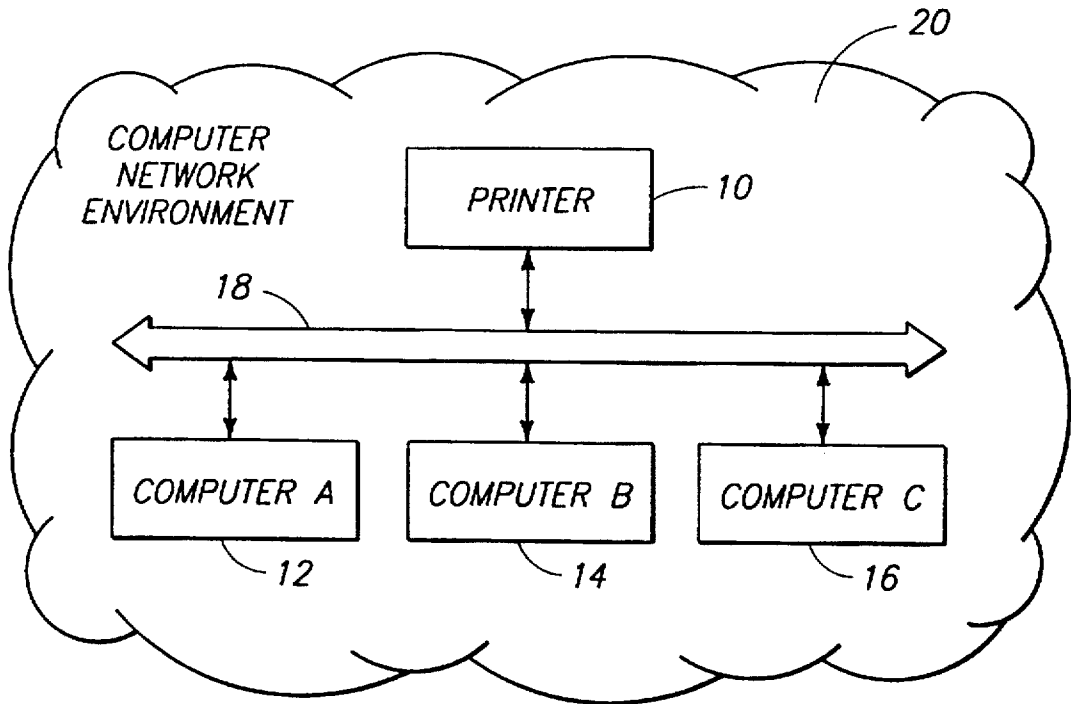 20
COMPUTER
NETWORK
ENVIRONMENT
PRINTER
10
18
COMPUTER A
COMPUTER B
COMPUTER C
12
14
16